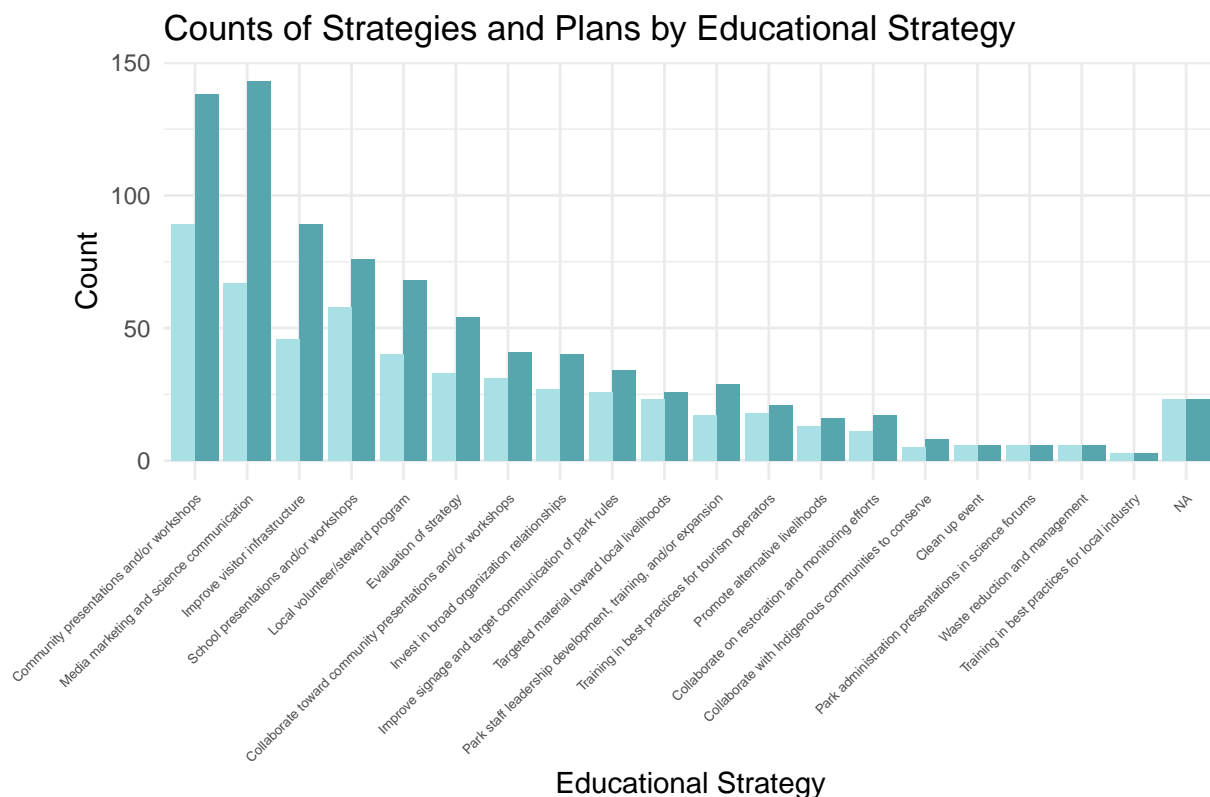 Counts of Strategies and Plans by Educational Strategy
150
100
50
0
Count
Community presentations and/or workshops
Media marketing and science communication
Improve visitor infrastructure
School presentations and/or workshops
Local volunteer/steward program
Evaluation of strategy
Collaborate toward community presentations and/or workshops
Invest in broad organization relationships
Improve signage and target communication of park rules
Targeted material toward local livelihoods
Park staff leadership development, training, and/or expansion
Training in best practices for tourism operators
Promote alternative livelihoods
Collaborate on restoration and monitoring efforts
Collaborate with Indigenous communities to conserve
Clean up event
Park administration presentations in science forums
Waste reduction and management
Training in best practices for local industry
NA
Educational Strategy